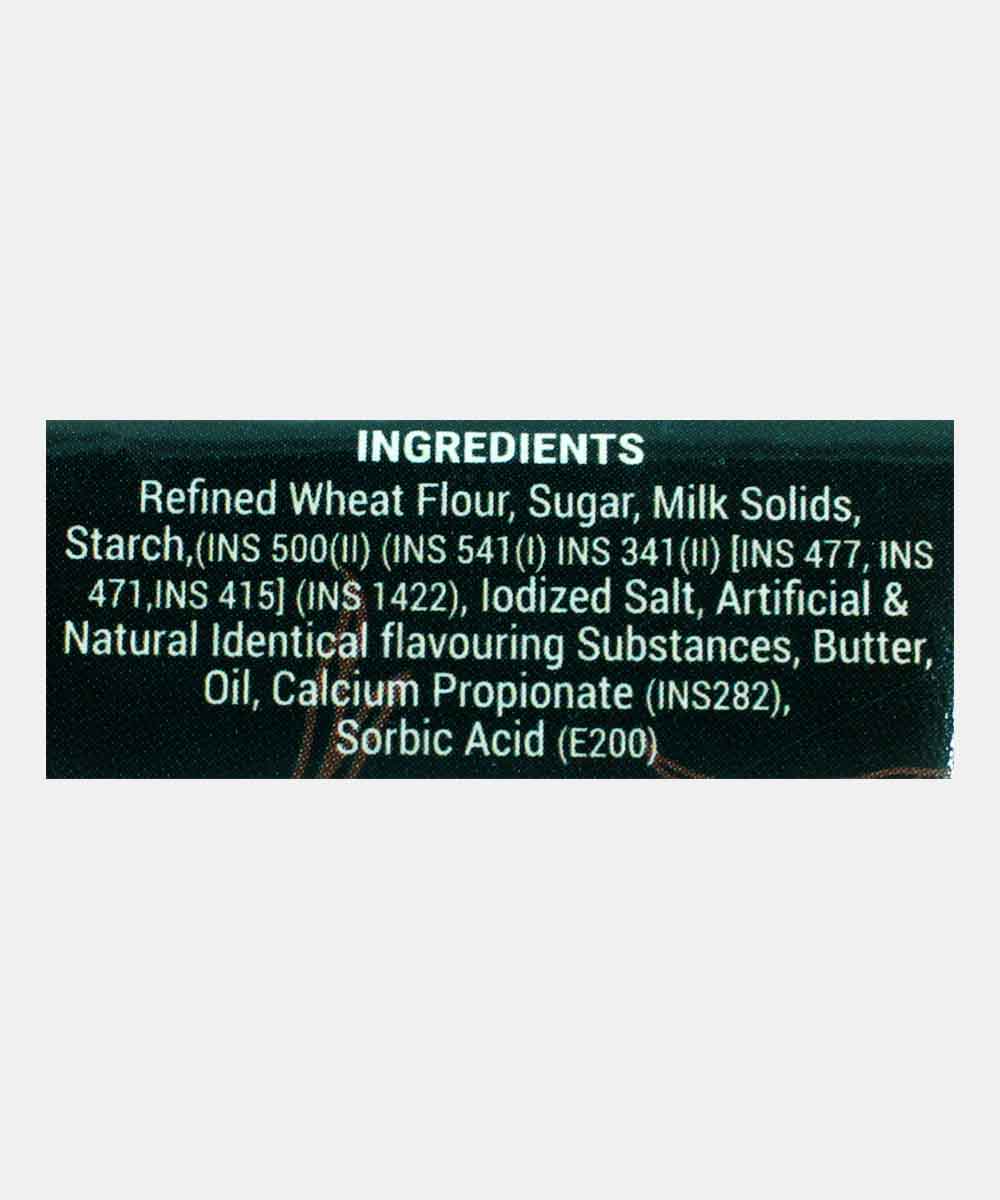 INGREDIENTS
Refined Wheat Flour, Sugar, Milk Solids,
Starch,(INS 500(II) (INS 541(I) INS 341(II) [INS 477, INS
471,INS 415] (INS 1422), Iodized Salt, Artificial &
Natural Identical flavouring Substances, Butter,
Oil, Calcium Propionate (INS282),
Sorbic Acid (E200)